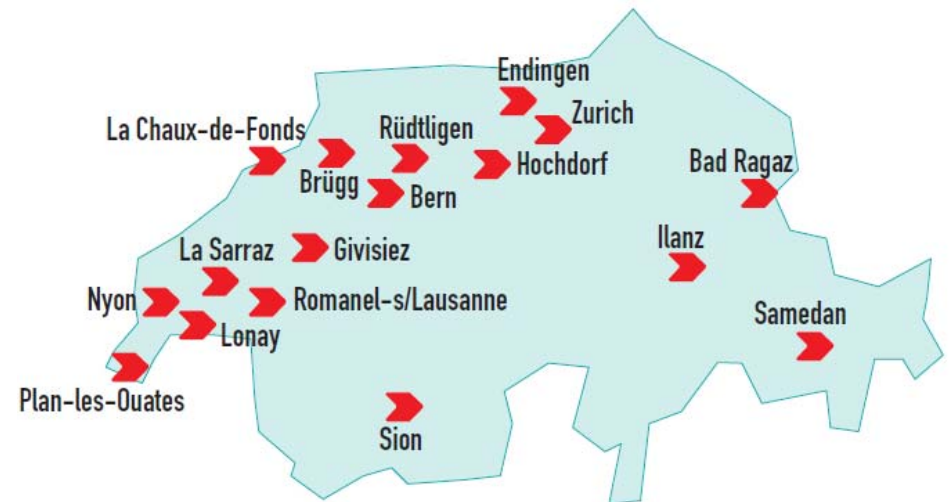 Endingen
Zurich
La Chaux-de-Fonds
Rüdtligen
Hochdorf
Bad Ragaz
Brügg
Bern
La Sarraz
Givisiez
Ilanz
Nyon
Romanel-s/Lausanne
Samedan
Lonay
Plan-les-Ouates
Sion